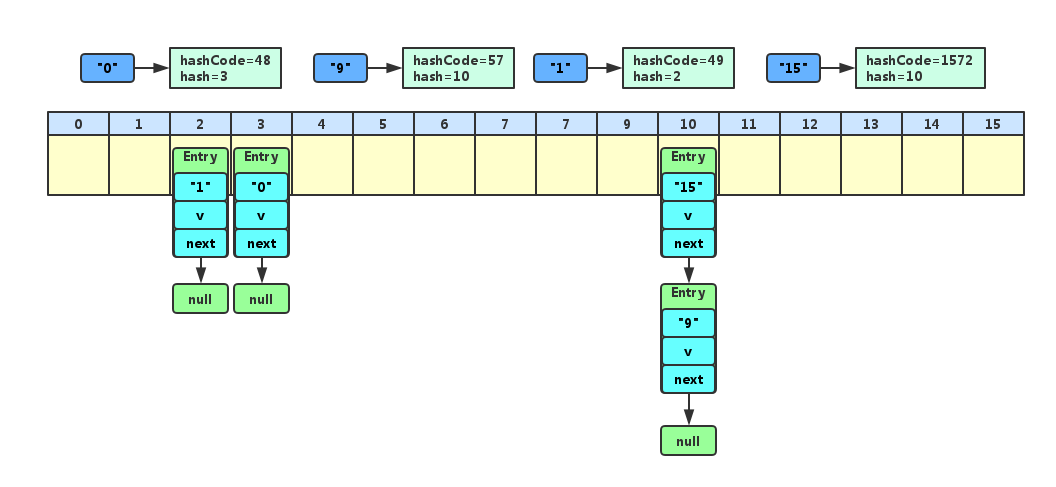 "0"
hashCode=48
hash=3
"9"
hashCode=57
hash=10
"1"
hashCode=49
hash=2
"15"
hashCode=1572
hash=10
0 1 2 3 4 5 6 7 7 9 10 11 12 13 14 15
Entry Entry Entry
"1" "0" "15"
v v v
next next next
null null Entry
"9"
v
next
null